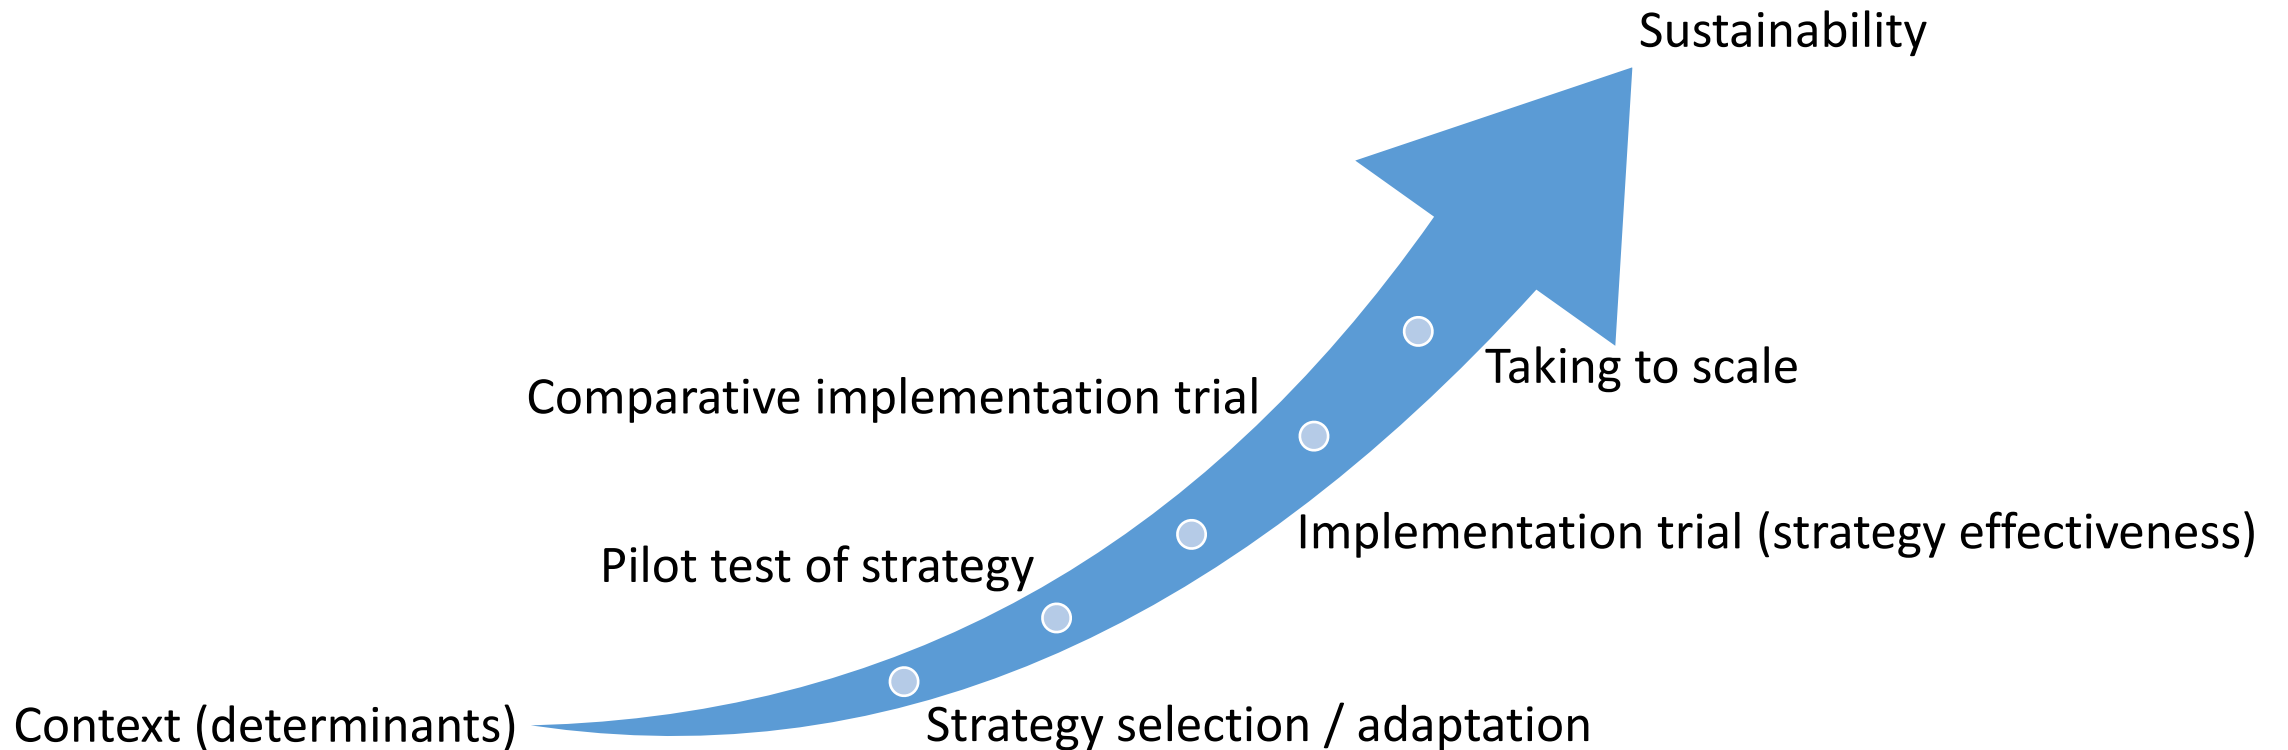 Sustainability
Taking to scale
Comparative implementation trial
Implementation trial (strategy effectiveness)
Pilot test of strategy
Strategy selection / adaptation
Context (determinants)